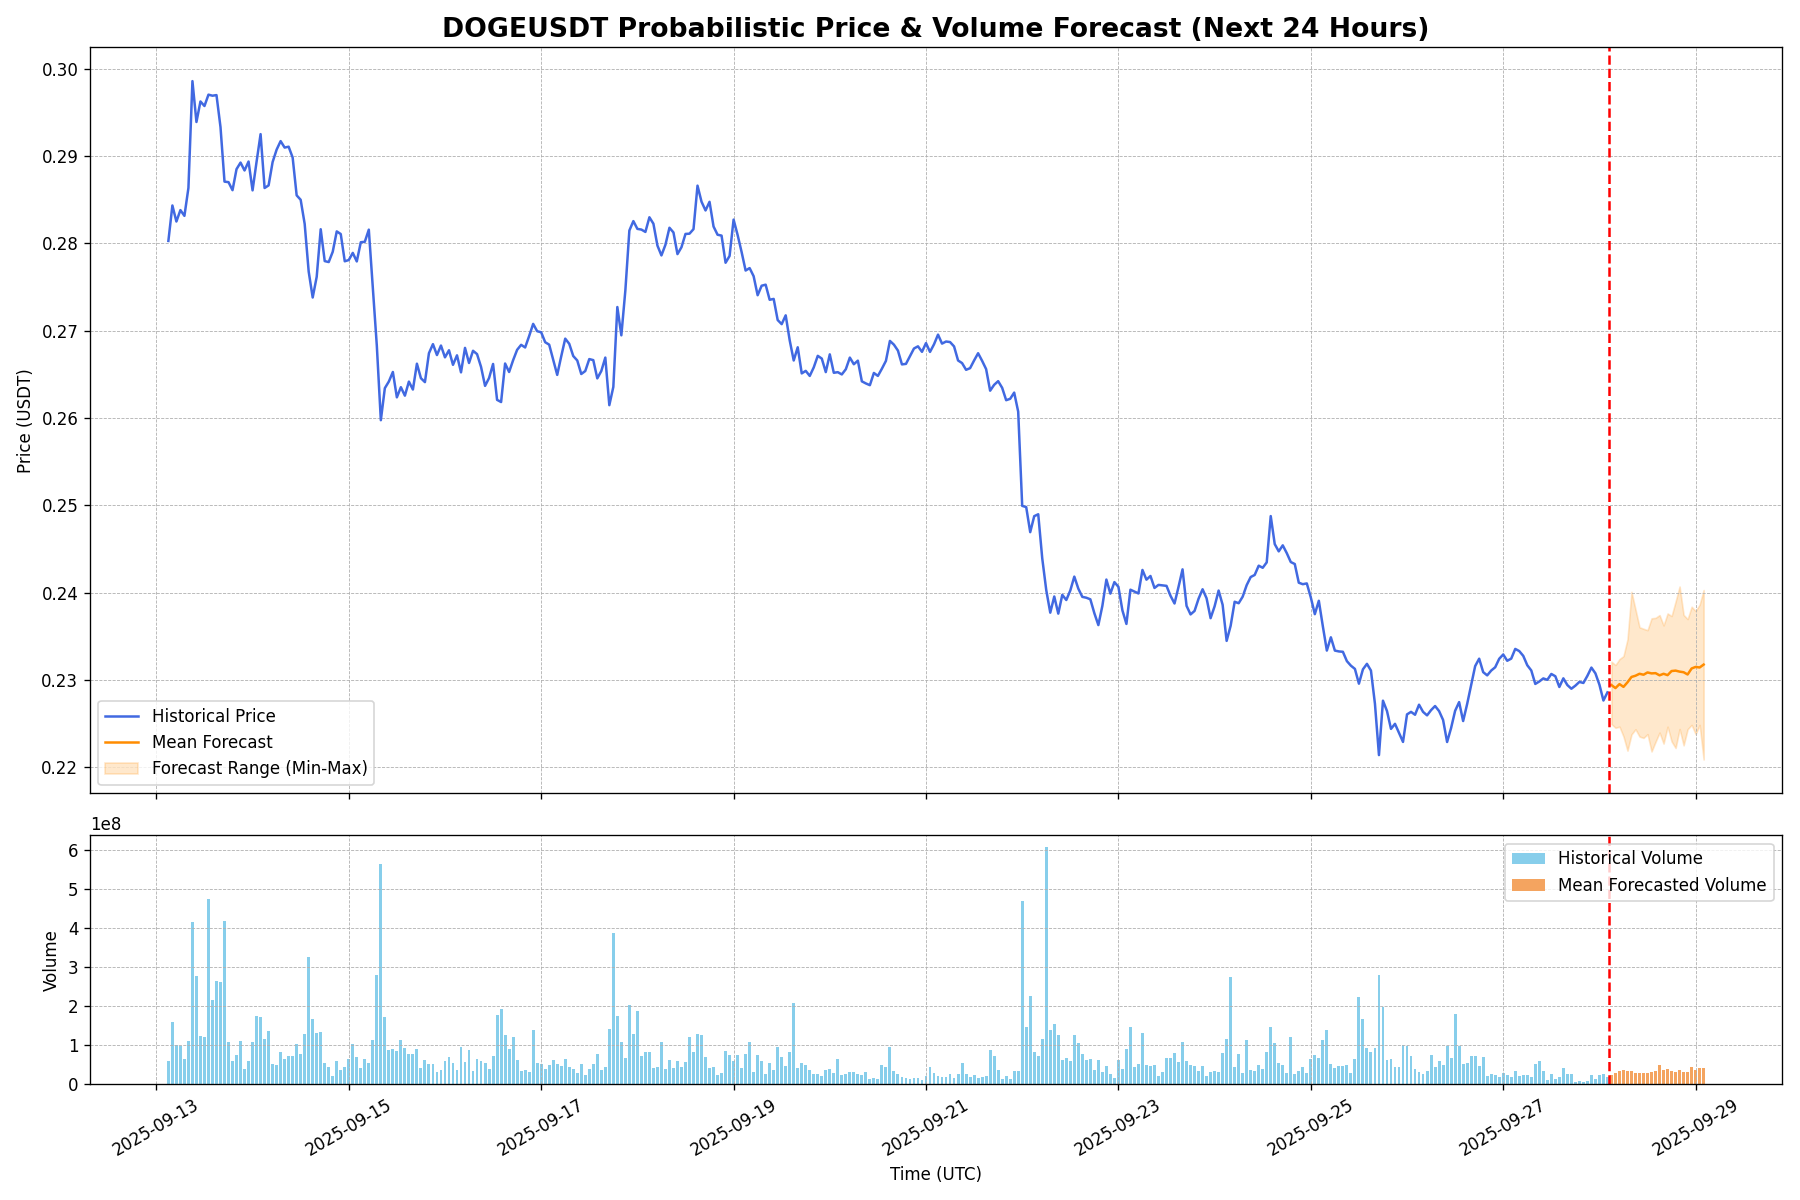 DOGEUSDT Probabilistic Price & Volume Forecast (Next 24 Hours)
0.30
0.29
0.28
0.27
0.26
0.25
0.24
0.23
0.22
Price (USDT)
Historical Price
Mean Forecast
Forecast Range (Min-Max)
1e8
6
5
4
3
2
1
0
Volume
Historical Volume
Mean Forecasted Volume
2025-09-13
2025-09-15
2025-09-17
2025-09-19
2025-09-21
2025-09-23
2025-09-25
2025-09-27
2025-09-29
Time (UTC)